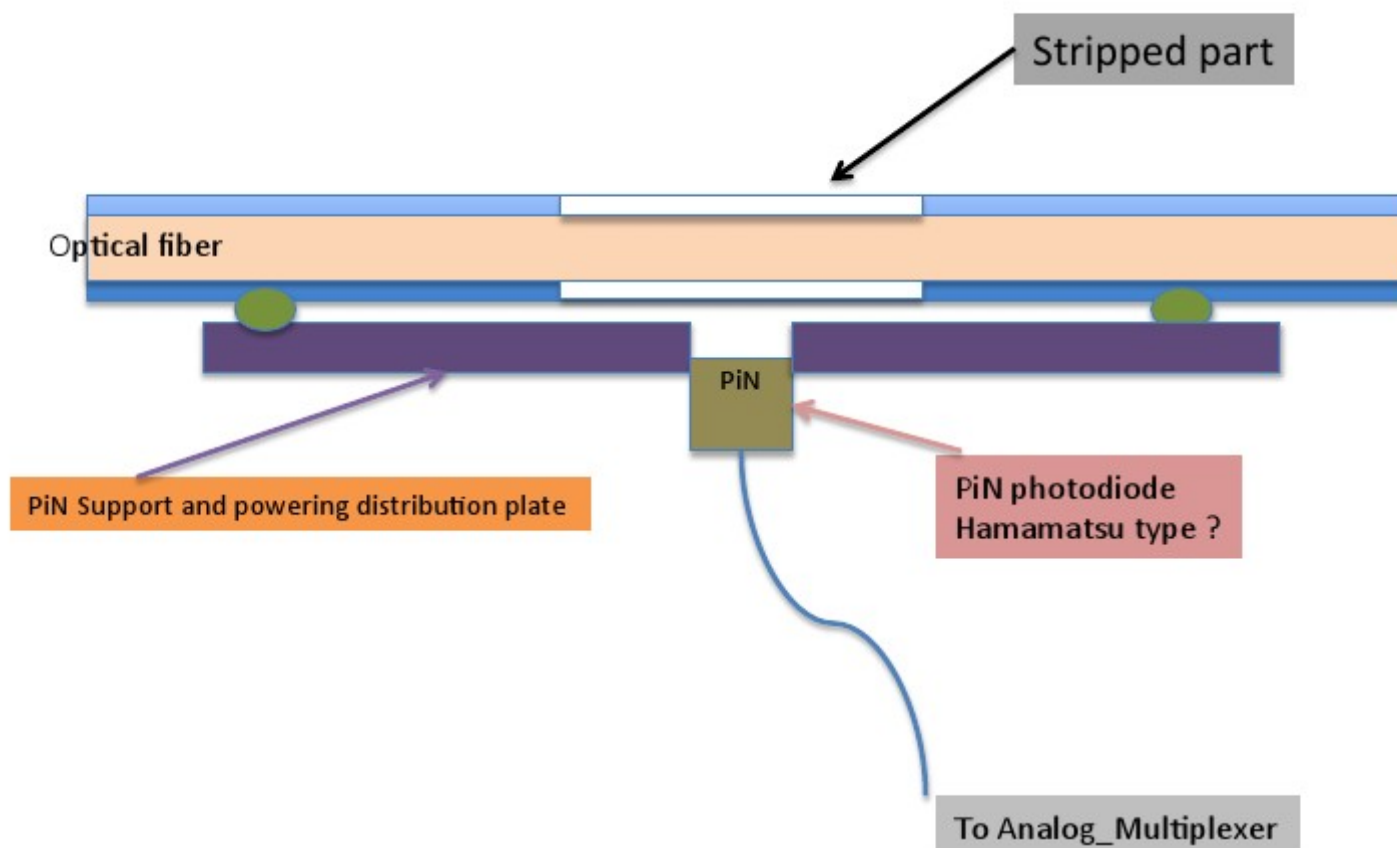 Stripped part
Optical fiber
PiN
PiN Support and powering distribution plate
PiN photodiode
Hamamatsu type ?
To Analog_Multiplexer